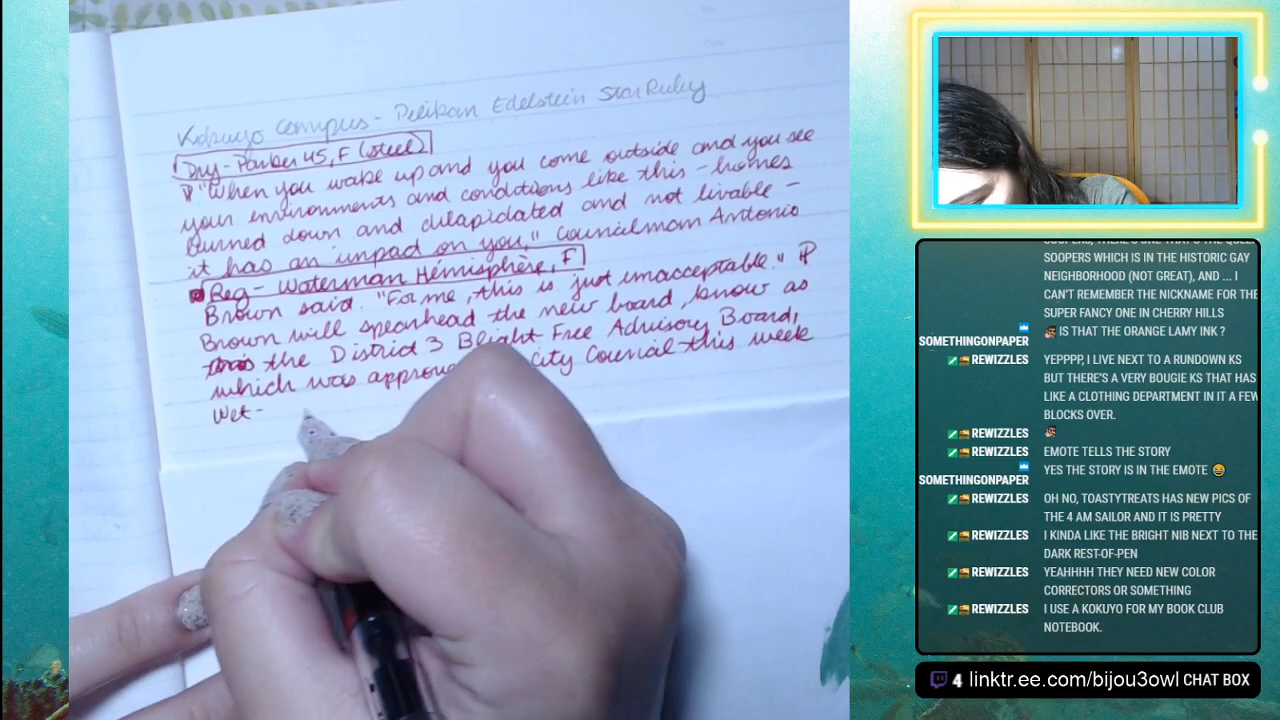 Kokuyo Campus - Pelikan Edelstein Star Ruby
Dry - Parker 45, F (steel)
¶ "When you wake up and you come outside and you see
your environments and conditions like this - homes
burned down and dilapidated and not livable -
it has an impact on you," Councilman Antonio
Reg - Waterman Hémisphère, F
Brown said. "For me, this is just unacceptable." ¶
Brown will spearhead the new board, know as
the District 3 Blight Free Advisory Board,
which was City Council this week
Wet -
SOOPERS WHICH IS IN THE HISTORIC GAY
NEIGHBORHOOD (NOT GREAT), AND ... I
CAN'T REMEMBER THE NICKNAME FOR THE
SUPER FANCY ONE IN CHERRY HILLS
SOMETHINGONPAPER IS THAT THE ORANGE LAMY INK ?
REWIZZLES YEPPPP, I LIVE NEXT TO A RUNDOWN KS
BUT THERE'S A VERY BOUGIE KS THAT HAS
LIKE A CLOTHING DEPARTMENT IN IT A FEW
BLOCKS OVER.
REWIZZLES
REWIZZLES EMOTE TELLS THE STORY
SOMETHINGONPAPER YES THE STORY IS IN THE EMOTE 😅
REWIZZLES OH NO, TOASTYTREATS HAS NEW PICS OF
THE 4 AM SAILOR AND IT IS PRETTY
REWIZZLES I KINDA LIKE THE BRIGHT NIB NEXT TO THE
DARK REST-OF-PEN
REWIZZLES YEAHHHH THEY NEED NEW COLOR
CORRECTORS OR SOMETHING
REWIZZLES I USE A KOKUYO FOR MY BOOK CLUB
NOTEBOOK.
4 linktr.ee.com/bijou3owl CHAT BOX